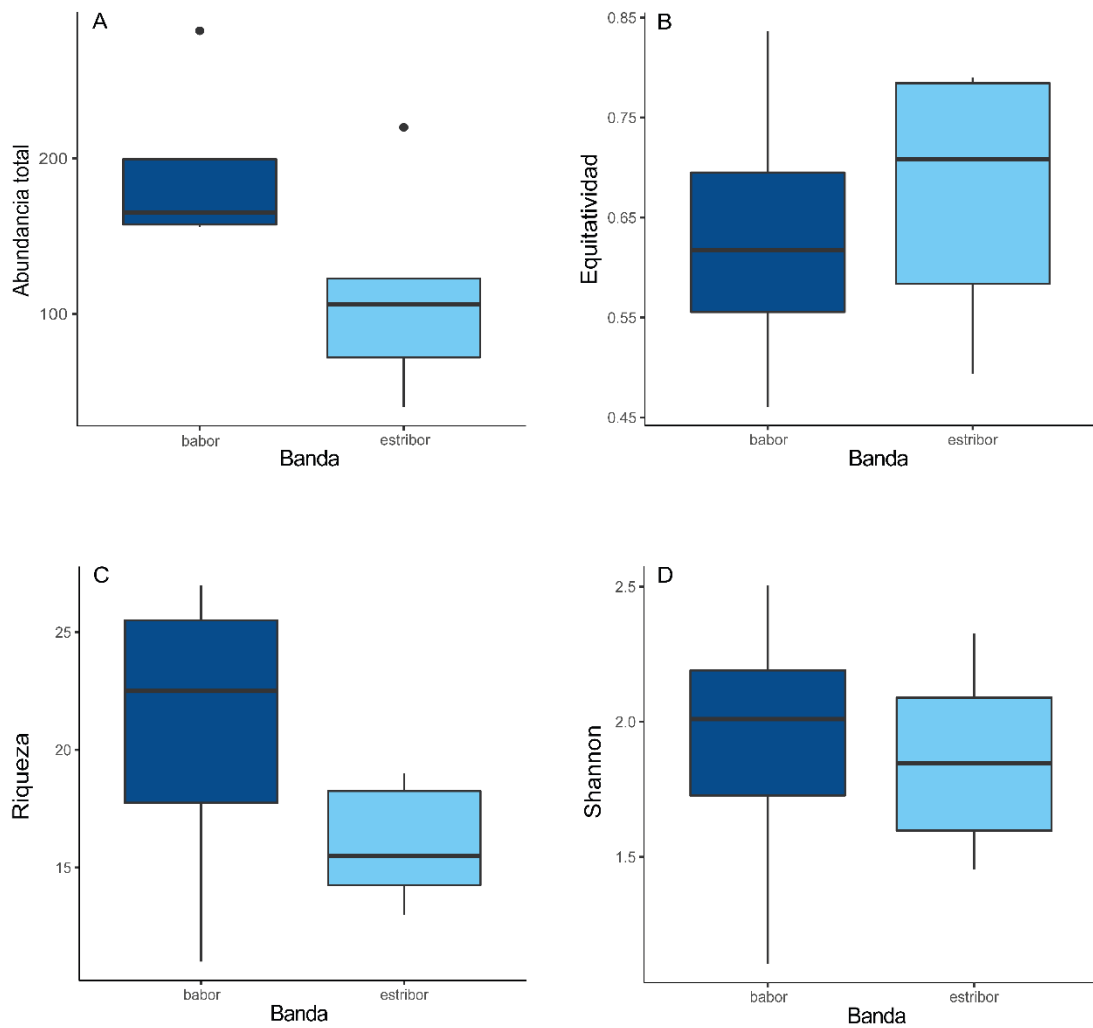 A
Abundancia total
200
100
babor
estribor
Banda
B
Equitatividad
0.85
0.75
0.65
0.55
0.45
babor
estribor
Banda
C
Riqueza
25
20
15
babor
estribor
Banda
D
Shannon
2.5
2.0
1.5
babor
estribor
Banda